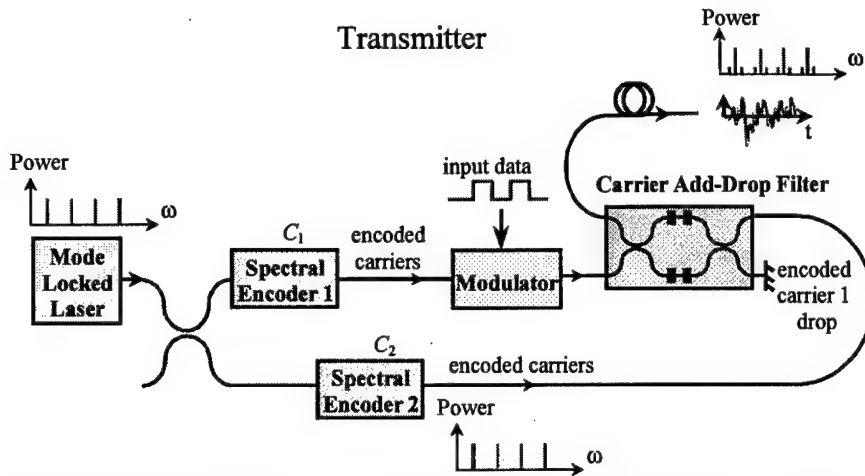 Transmitter
Power
ω
t
Power
ω
input data
Carrier Add-Drop Filter
C₁
encoded
carriers
Mode
Locked
Laser
Spectral
Encoder 1
Modulator
encoded
carrier 1
drop
C₂
encoded carriers
Spectral
Encoder 2
Power
ω